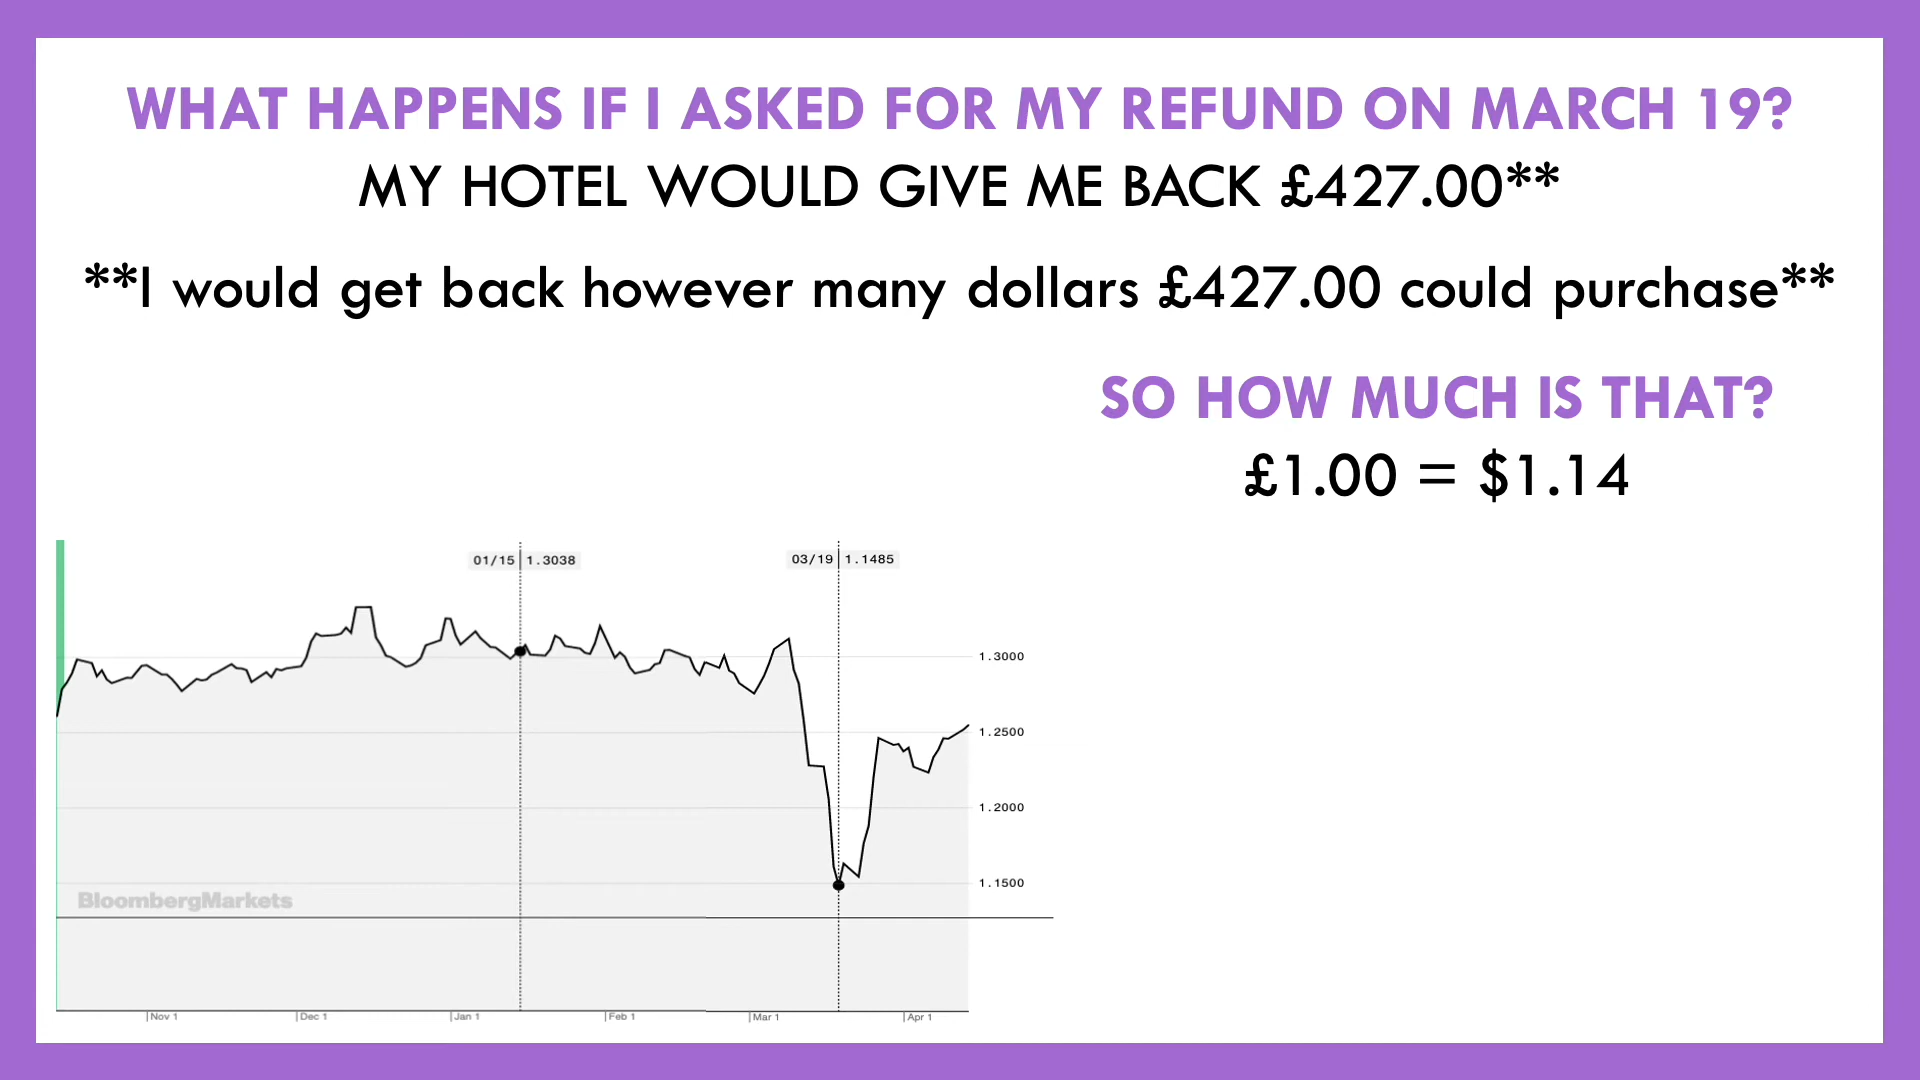 WHAT HAPPENS IF I ASKED FOR MY REFUND ON MARCH 19?
MY HOTEL WOULD GIVE ME BACK £427.00**
**I would get back however many dollars £427.00 could purchase**
SO HOW MUCH IS THAT?
£1.00 = $1.14
01/15 1.3038
03/19 1.1485
1.3000
1.2500
1.2000
1.1500
BloombergMarkets
Nov 1
Dec 1
Jan 1
Feb 1
Mar 1
Apr 1